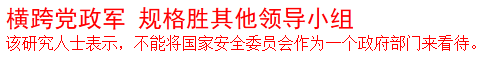 横跨党政军 规格胜其他领导小组
该研究人士表示，不能将国家安全委员会作为一个政府部门来看待。